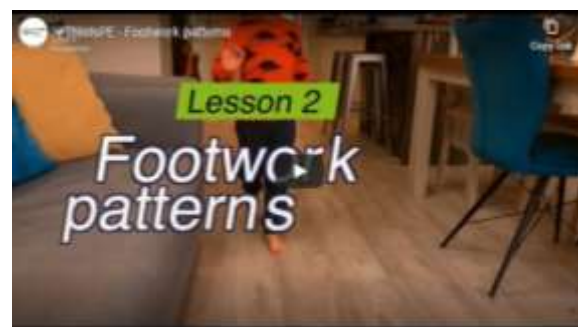 #ThisIsPE - Footwork patterns
Copy link
Lesson 2
Footwork
patterns